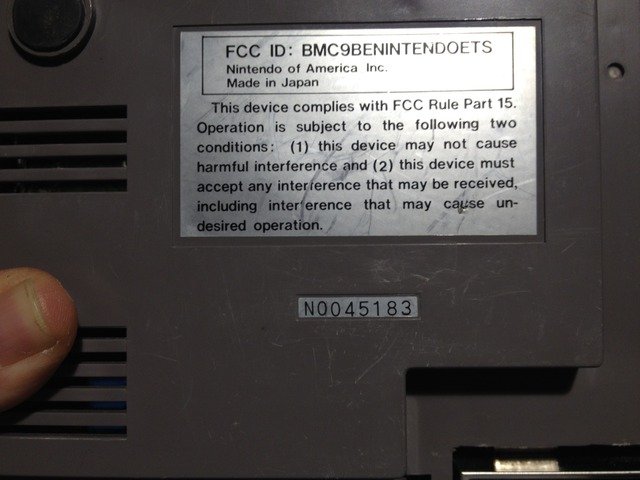 FCC ID: BMC9BENINTENDOETS
Nintendo of America Inc.
Made in Japan
This device complies with FCC Rule Part 15.
Operation is subject to the following two
conditions: (1) this device may not cause
harmful interference and (2) this device must
accept any interference that may be received,
including interference that may cause un-
desired operation.
N0045183